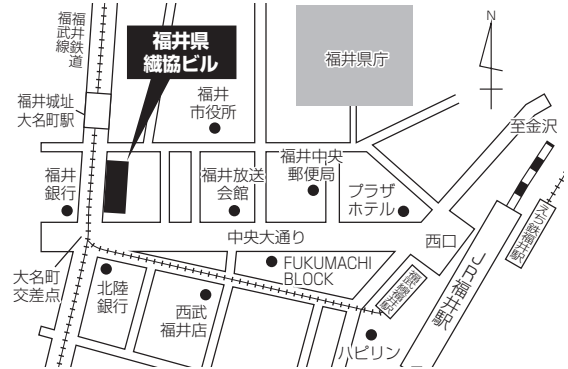 福井鉄道
福武線
福井県
繊協ビル
福井県庁
N
福井
市役所
福井城址
大名町駅
至金沢
福井
銀行
福井放送
会館
福井中央
郵便局
プラザ
ホテル
えち鉄福井駅
中央大通り
西口
JR福井駅
大名町
交差点
北陸
銀行
FUKUMACHI
BLOCK
福武線福井駅
西武
福井店
ハピリン